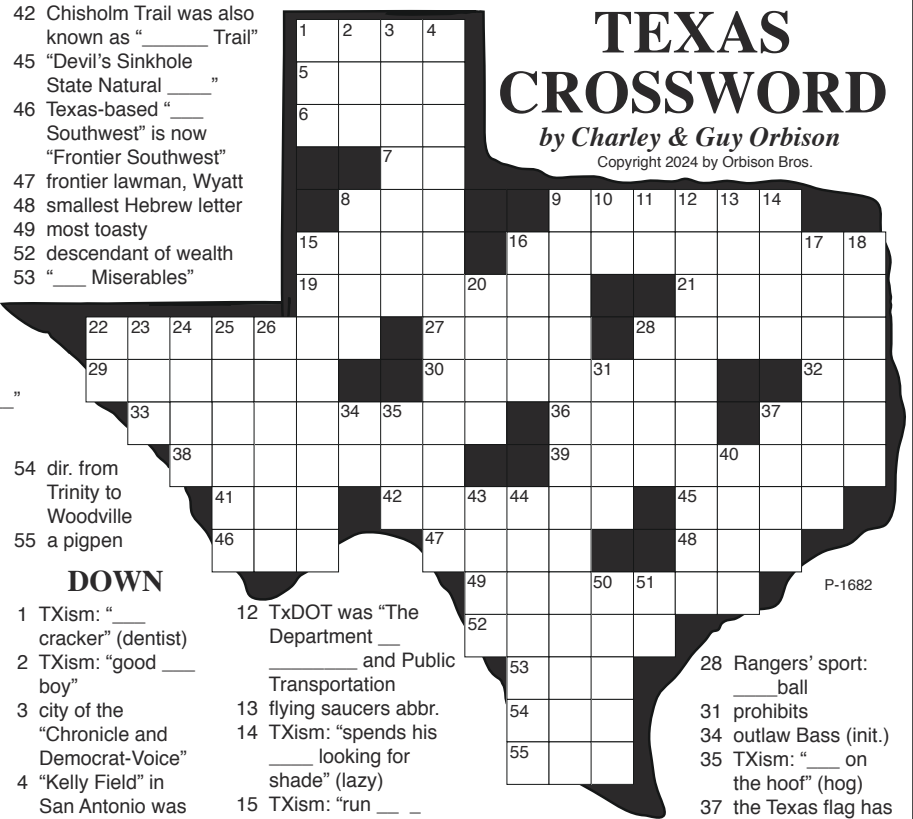 42 Chisholm Trail was also
known as “______ Trail”
45 “Devil’s Sinkhole
State Natural ____”
46 Texas-based “___
Southwest” is now
“Frontier Southwest”
47 frontier lawman, Wyatt
48 smallest Hebrew letter
49 most toasty
52 descendant of wealth
53 “___ Miserables”
_”
54 dir. from
Trinity to
Woodville
55 a pigpen
TEXAS
CROSSWORD
by Charley & Guy Orbison
Copyright 2024 by Orbison Bros.
1 2 3 4
5
6
7
8 9 10 11 12 13 14
15 16 17 18
19 20 21
22 23 24 25 26 27 28
29 30 31 32
33 34 35 36 37
38 39 40
41 42 43 44 45
46 47 48
49 50 51
52
53
54
55
P-1682
DOWN
1 TXism: “___
cracker” (dentist)
2 TXism: “good ___
boy”
3 city of the
“Chronicle and
Democrat-Voice”
4 “Kelly Field” in
San Antonio was
12 TxDOT was “The
Department __
________ and Public
Transportation
13 flying saucers abbr.
14 TXism: “spends his
____ looking for
shade” (lazy)
15 TXism: “run __ _
28 Rangers’ sport:
____ball
31 prohibits
34 outlaw Bass (init.)
35 TXism: “___ on
the hoof” (hog)
37 the Texas flag has